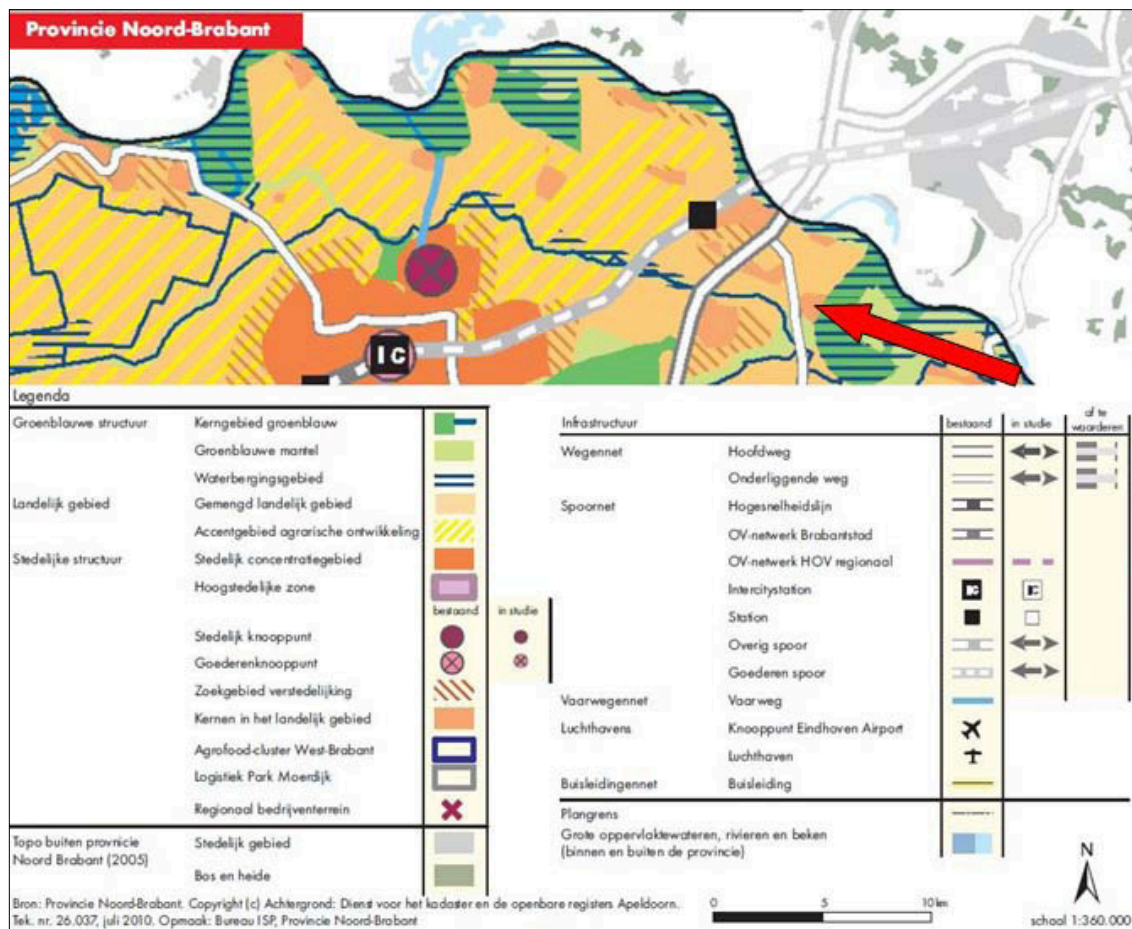 Provincie Noord-Brabant
IC
Legenda
Groenblauwe structuur
Kerngebied groenblauw
Groenblauwe mantel
Waterbergingsgebied
Landelijk gebied
Gemengd landelijk gebied
Accentgebied agrarische ontwikkeling
Stedelijke structuur
Stedelijk concentratiegebied
Hoogstedelijke zone
bestaand
in studie
Stedelijk knooppunt
Goederenknooppunt
Zoekgebied verstedelijking
Kernen in het landelijk gebied
Agrofood-cluster West-Brabant
Logistiek Park Moerdijk
Regionaal bedrijventerrein
Topo buiten provnicie
Noord Brabant (2005)
Stedelijk gebied
Bos en heide
Infrastructuur
bestaand
in studie
af te
waarderen
Wegennet
Hoofdweg
Onderliggende weg
Spoornet
Hogesnelheidslijn
OV-netwerk Brabantstad
OV-netwerk HOV regionaal
Intercitystation
Station
Overig spoor
Goederen spoor
Vaarwegennet
Vaarweg
Luchthavens
Knooppunt Eindhoven Airport
Luchthaven
Buisleidingennet
Buisleiding
Plangrens
Grote oppervlaktewateren, rivieren en beken
(binnen en buiten de provincie)
Bron: Provincie Noord-Brabant. Copyright (c) Achtergrond: Dienst voor het kadaster en de openbare registers Apeldoorn.
Tek. nr. 26.037, juli 2010. Opmaak: Bureau ISP, Provincie Noord-Brabant
0 5 10 km
N
schaal 1:360.000